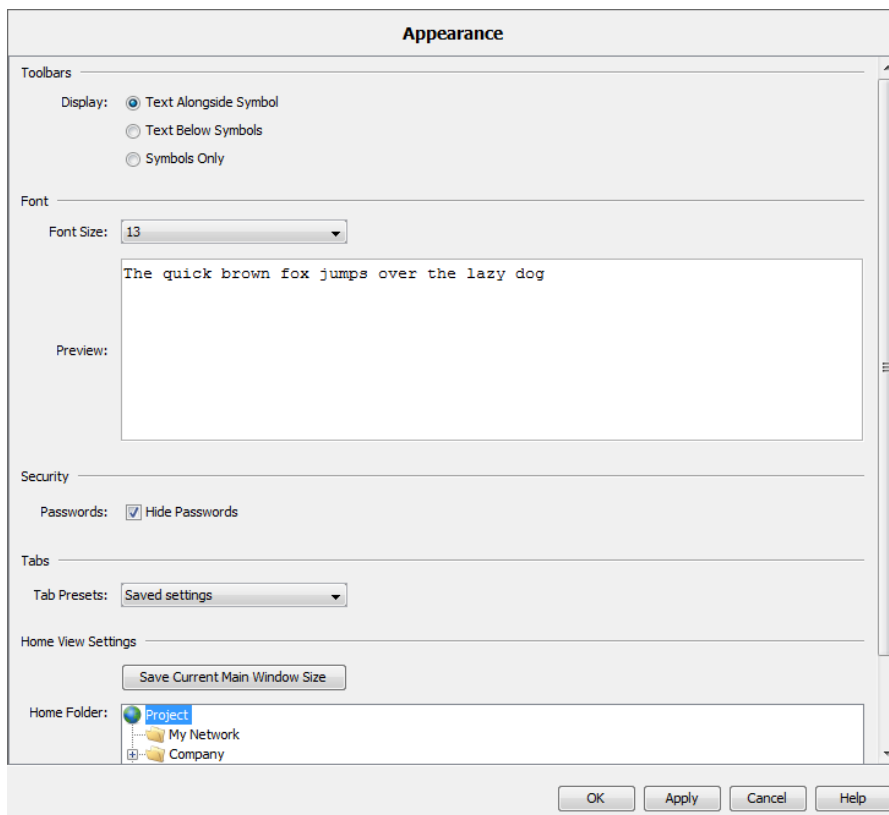 Appearance
Toolbars
Display: Text Alongside Symbol
Text Below Symbols
Symbols Only
Font
Font Size: 13
The quick brown fox jumps over the lazy dog
Preview:
Security
Passwords: Hide Passwords
Tabs
Tab Presets: Saved settings
Home View Settings
Save Current Main Window Size
Home Folder: Project
My Network
Company
OK Apply Cancel Help